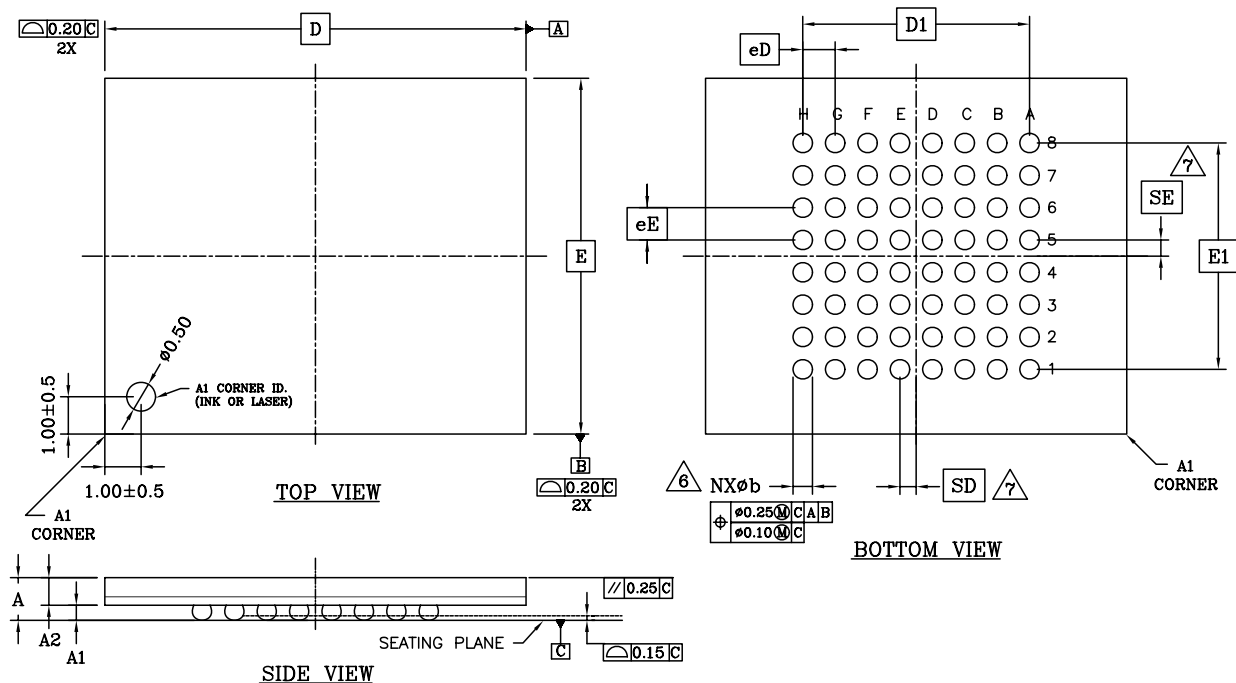 ⌓ 0.20 C
2X
D
A
E
ø0.50
A1 CORNER ID.
(INK OR LASER)
1.00±0.5
1.00±0.5
A1
CORNER
TOP VIEW
B
⌓ 0.20 C
2X
D1
eD
H G F E D C B A
8
7
6
5
4
3
2
1
eE
7
SE
E1
6 NXøb
⌖ ø0.25Ⓜ C A B
ø0.10Ⓜ C
SD 7
A1
CORNER
BOTTOM VIEW
A
A2
A1
// 0.25 C
SEATING PLANE
C
⌓ 0.15 C
SIDE VIEW